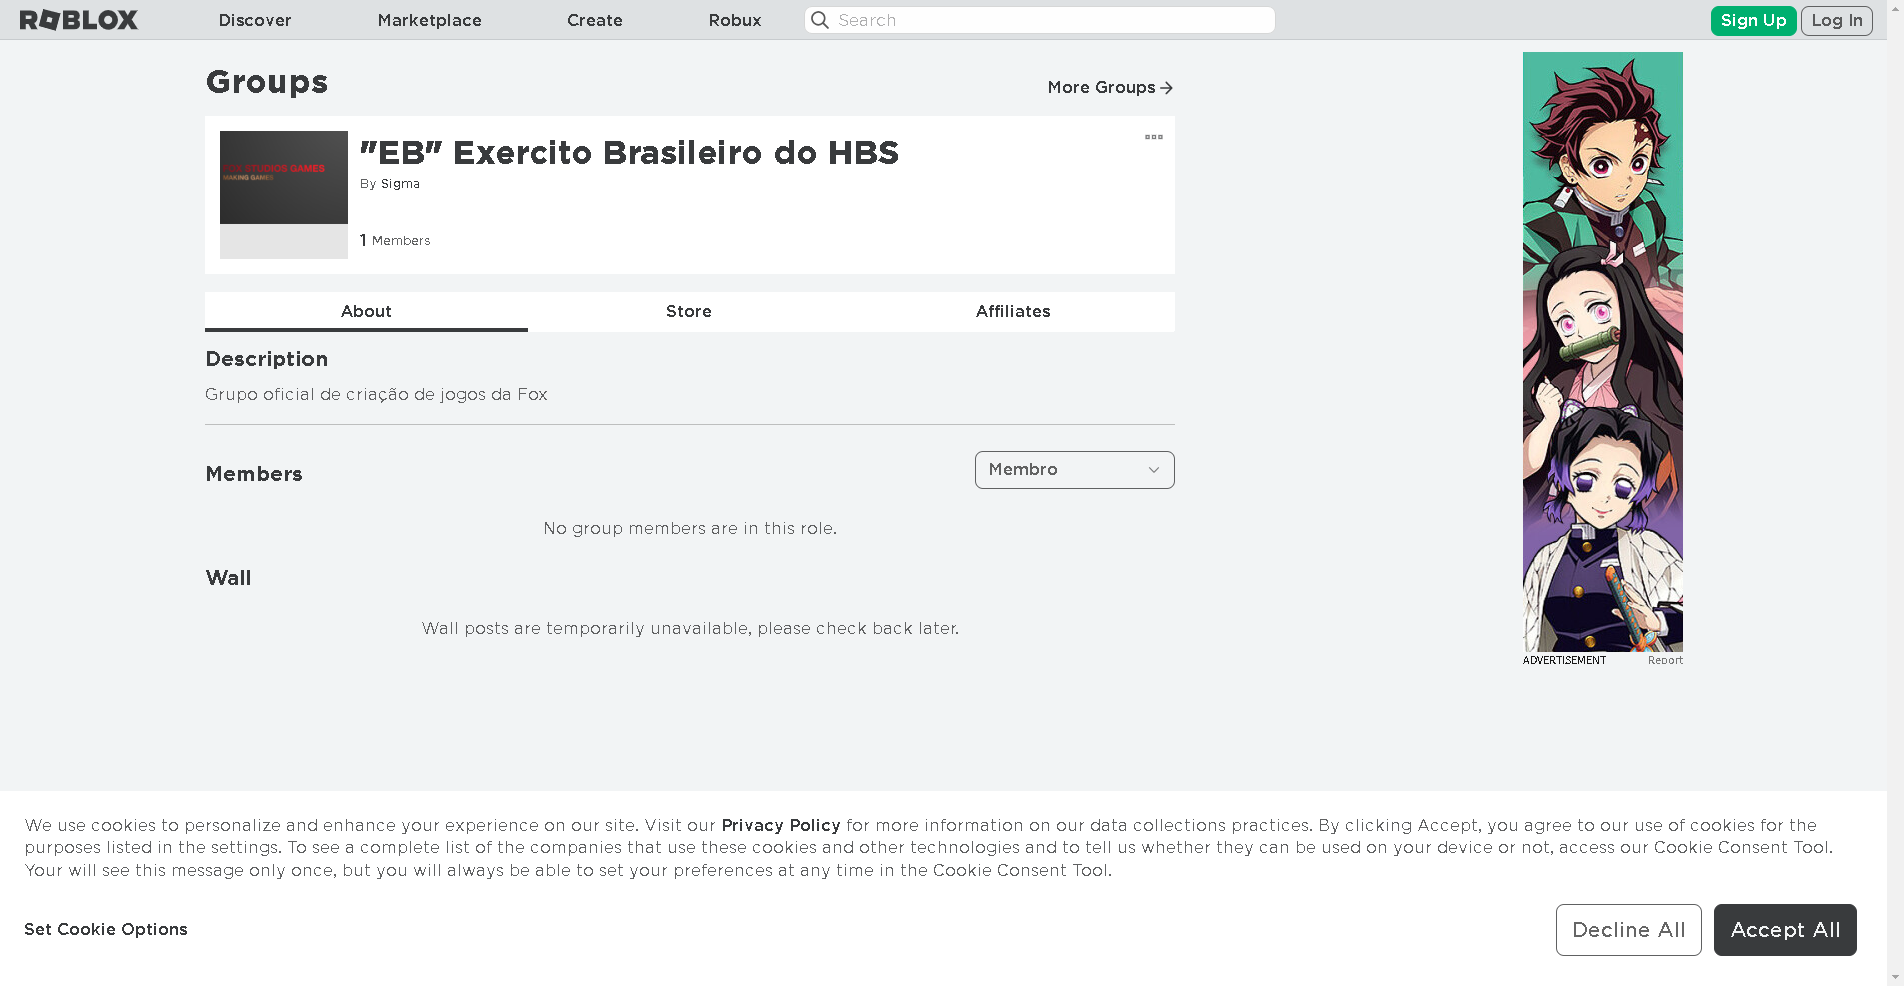 ROBLOX Discover Marketplace Create Robux Search Sign Up Log In
Groups
More Groups
FOX STUDIOS GAMES
MAKING GAMES
"EB" Exercito Brasileiro do HBS
By Sigma
1 Members
About Store Affiliates
Description
Grupo oficial de criação de jogos da Fox
Members
Membro
No group members are in this role.
Wall
Wall posts are temporarily unavailable, please check back later.
ADVERTISEMENT Report
We use cookies to personalize and enhance your experience on our site. Visit our Privacy Policy for more information on our data collections practices. By clicking Accept, you agree to our use of cookies for the
purposes listed in the settings. To see a complete list of the companies that use these cookies and other technologies and to tell us whether they can be used on your device or not, access our Cookie Consent Tool.
Your will see this message only once, but you will always be able to set your preferences at any time in the Cookie Consent Tool.
Set Cookie Options
Decline All
Accept All